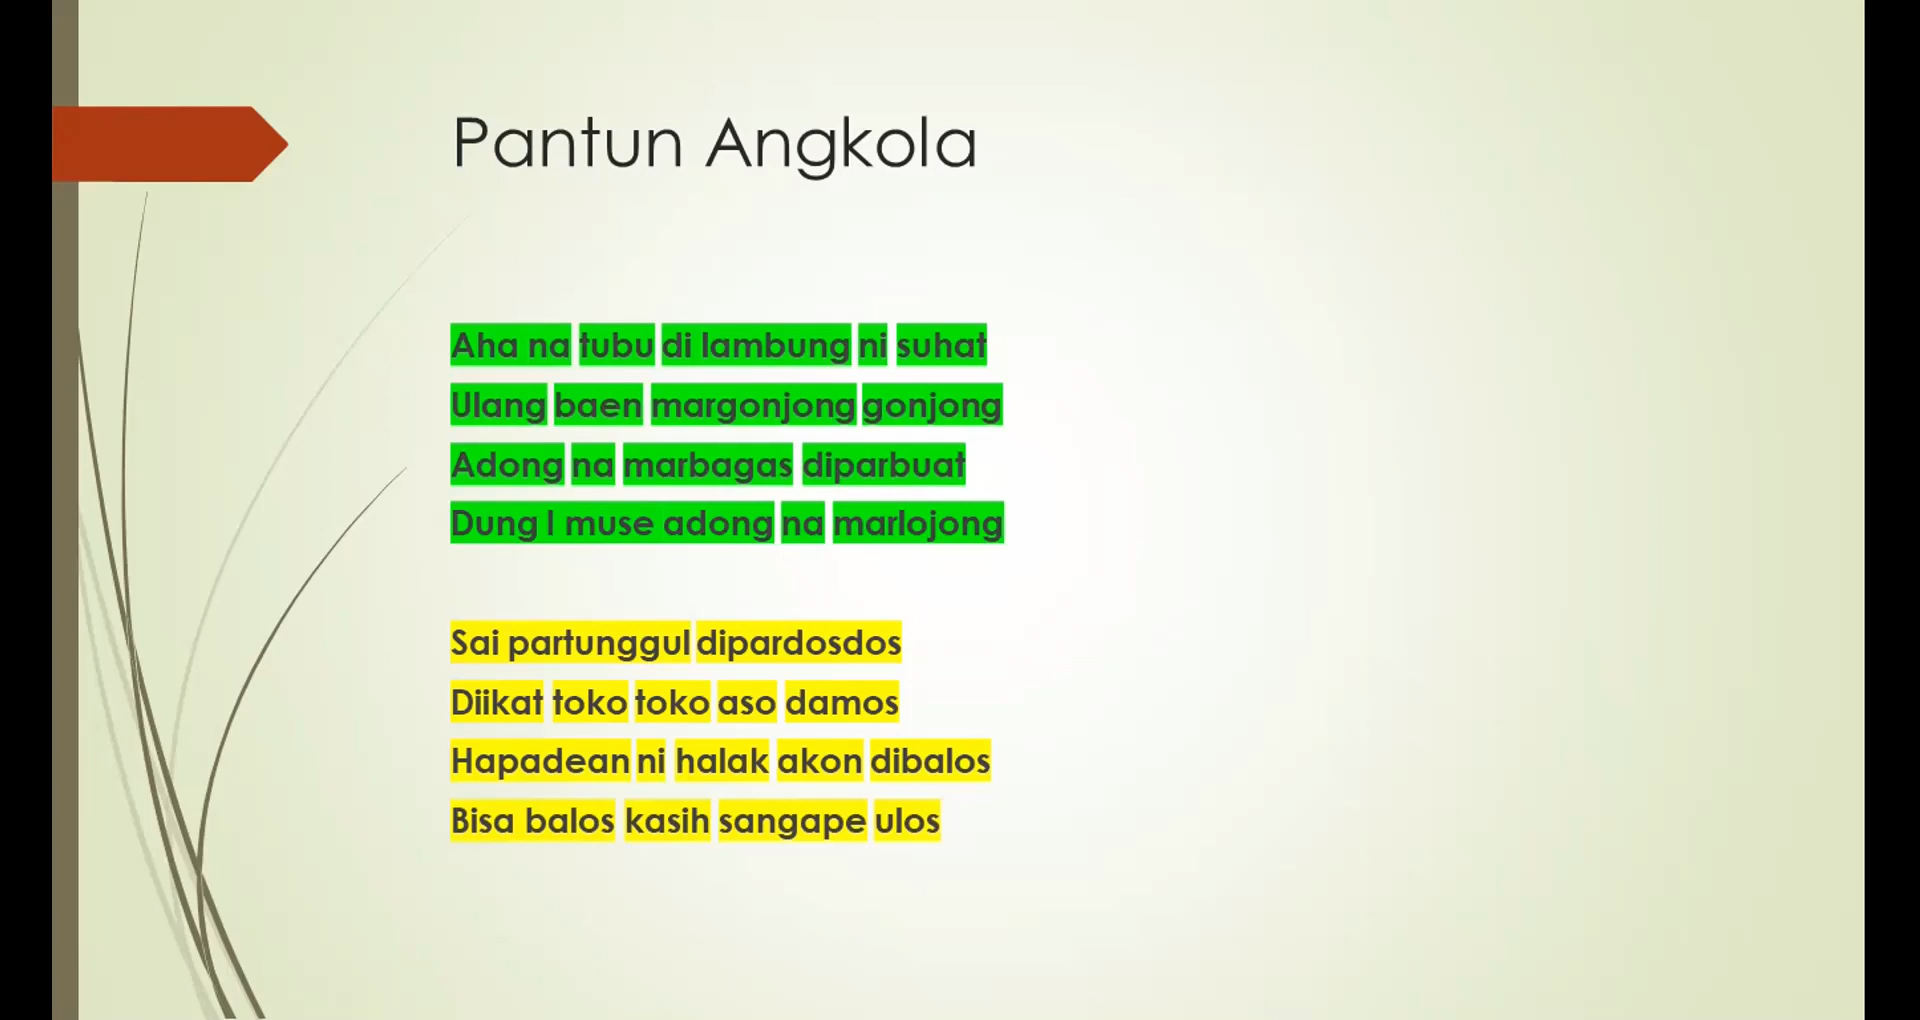 Pantun Angkola
Aha na tubu di lambung ni suhat
Ulang baen margonjong gonjong
Adong na marbagas diparbuat
Dung I muse adong na marlojong
Sai partunggul dipardosdos
Diikat toko toko aso damos
Hapadean ni halak akon dibalos
Bisa balos kasih sangape ulos